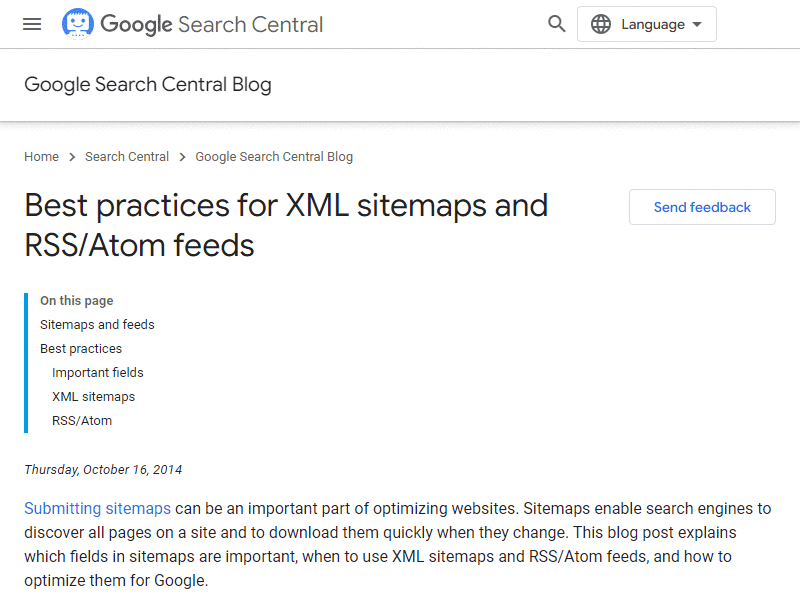 Google Search Central
Language
Google Search Central Blog
Home > Search Central > Google Search Central Blog
Best practices for XML sitemaps and
RSS/Atom feeds
Send feedback
On this page
Sitemaps and feeds
Best practices
Important fields
XML sitemaps
RSS/Atom
Thursday, October 16, 2014
Submitting sitemaps can be an important part of optimizing websites. Sitemaps enable search engines to
discover all pages on a site and to download them quickly when they change. This blog post explains
which fields in sitemaps are important, when to use XML sitemaps and RSS/Atom feeds, and how to
optimize them for Google.